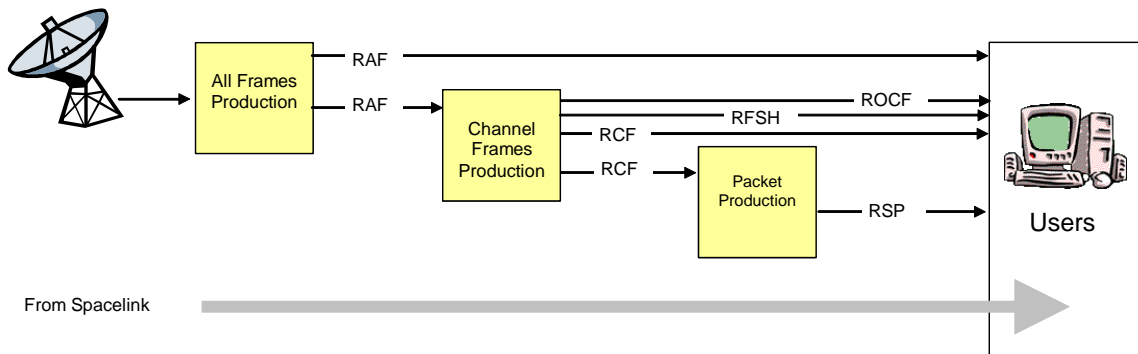 RAF
All Frames
Production
RAF
ROCF
RFSH
Channel
Frames
Production
RCF
RCF
Packet
Production
RSP
Users
From Spacelink